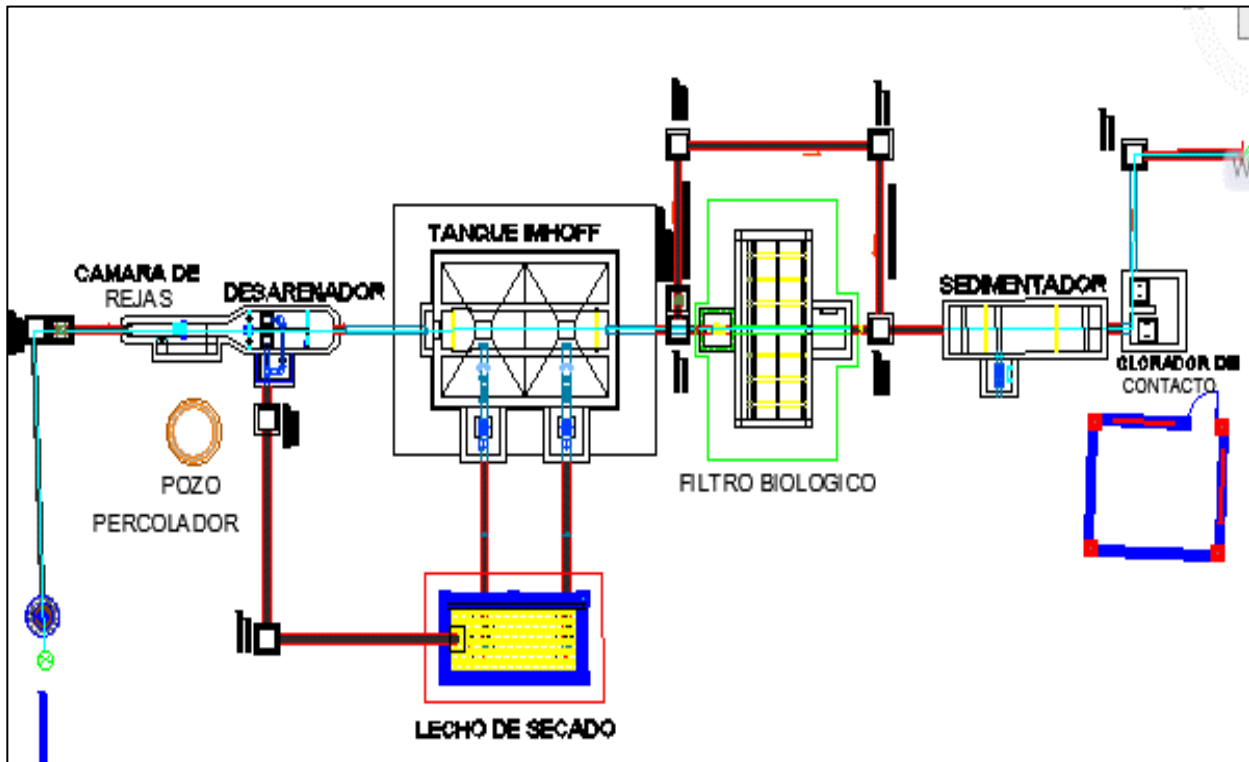 TANQUE IMHOFF
CAMARA DE
REJAS
DESARENADOR
SEDIMENTADOR
CLORADOR DE
CONTACTO
POZO
PERCOLADOR
FILTRO BIOLOGICO
LECHO DE SECADO
W